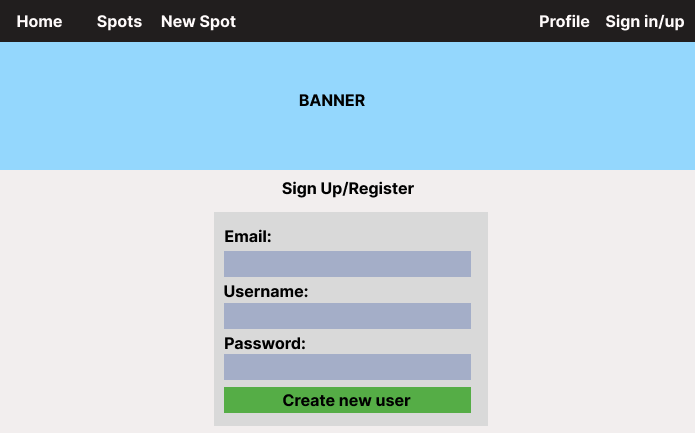 Home Spots New Spot Profile Sign in/up
BANNER
Sign Up/Register
Email:
Username:
Password:
Create new user